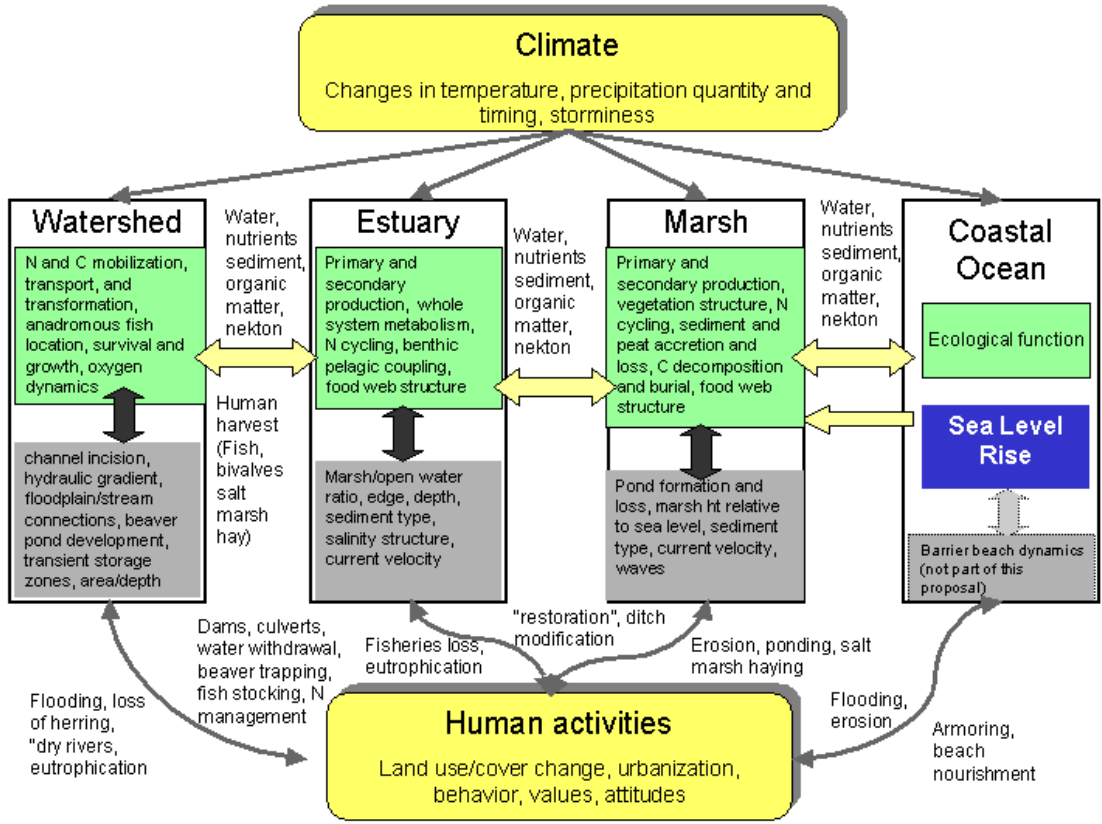 Climate
Changes in temperature, precipitation quantity and
timing, storminess
Watershed
N and C mobilization,
transport, and
transformation,
anadromous fish
location, survival and
growth, oxygen
dynamics
channel incision,
hydraulic gradient,
floodplain/stream
connections, beaver
pond development,
transient storage
zones, area/depth
Water,
nutrients
sediment,
organic
matter,
nekton
Human
harvest
(Fish,
bivalves
salt
marsh
hay)
Estuary
Primary and
secondary
production, whole
system metabolism,
N cycling, benthic
pelagic coupling,
food web structure
Marsh/open water
ratio, edge, depth,
sediment type,
salinity structure,
current velocity
Water,
nutrients
sediment,
organic
matter,
nekton
Marsh
Primary and
secondary production,
vegetation structure, N
cycling, sediment and
peat accretion and
loss, C decomposition
and burial, food web
structure
Pond formation and
loss, marsh ht relative
to sea level, sediment
type, current velocity,
waves
Water,
nutrients
sediment,
organic
matter,
nekton
Coastal
Ocean
Ecological function
Sea Level
Rise
Barrier beach dynamics
(not part of this
proposal)
Flooding, loss
of herring,
"dry rivers,
eutrophication
Dams, culverts,
water withdrawal,
beaver trapping,
fish stocking, N
management
Fisheries loss,
eutrophication
"restoration", ditch
modification
Erosion, ponding, salt
marsh haying
Flooding,
erosion
Armoring,
beach
nourishment
Human activities
Land use/cover change, urbanization,
behavior, values, attitudes